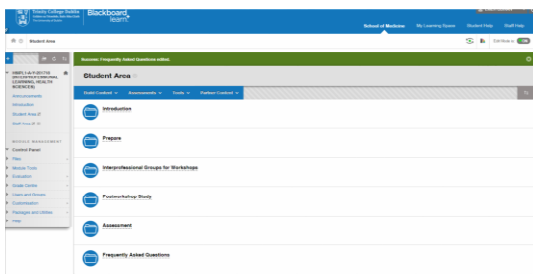 Trinity College Dublin
Blackboard
learn
School of Medicine
My Learning Space
Student Help
Staff Help
Student Area
Edit Mode is:
Success: Frequently Asked Questions edited.
LEARNING, HEALTH
SCIENCES)
Announcements
Introduction
Student Area
Student Area
Build Content
Assessments
Tools
Partner Content
Introduction
Prepare
Interprofessional Groups for Workshops
Study
Assessment
Frequently Asked Questions
MODULE MANAGEMENT
Control Panel
Files
Module Tools
Evaluation
Grade Centre
Users and Groups
Customisation
Packages and Utilities
Help